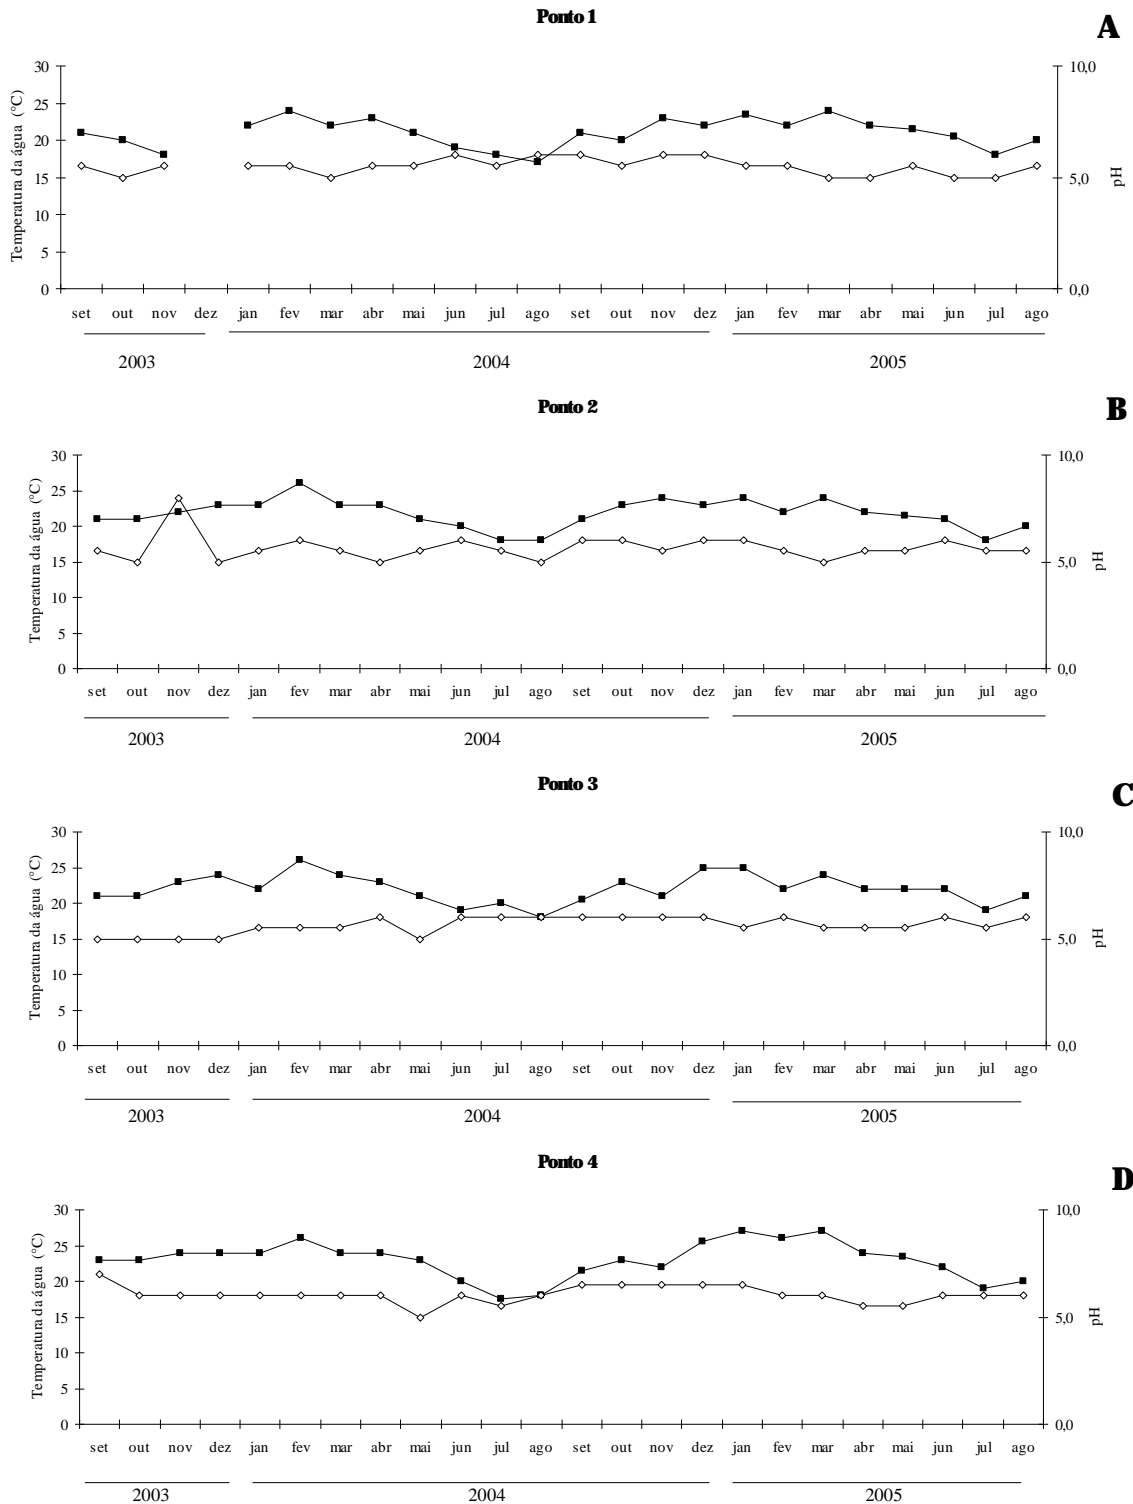 Ponto 1
A
30
25
20
15
10
5
0
Temperatura da água (°C)
10,0
5,0
0,0
pH
set out nov dez jan fev mar abr mai jun jul ago set out nov dez jan fev mar abr mai jun jul ago
2003 2004 2005
Ponto 2
B
30
25
20
15
10
5
0
Temperatura da água (°C)
10,0
5,0
0,0
pH
set out nov dez jan fev mar abr mai jun jul ago set out nov dez jan fev mar abr mai jun jul ago
2003 2004 2005
Ponto 3
C
30
25
20
15
10
5
0
Temperatura da água (°C)
10,0
5,0
0,0
pH
set out nov dez jan fev mar abr mai jun jul ago set out nov dez jan fev mar abr mai jun jul ago
2003 2004 2005
Ponto 4
D
30
25
20
15
10
5
0
Temperatura da água (°C)
10,0
5,0
0,0
pH
set out nov dez jan fev mar abr mai jun jul ago set out nov dez jan fev mar abr mai jun jul ago
2003 2004 2005